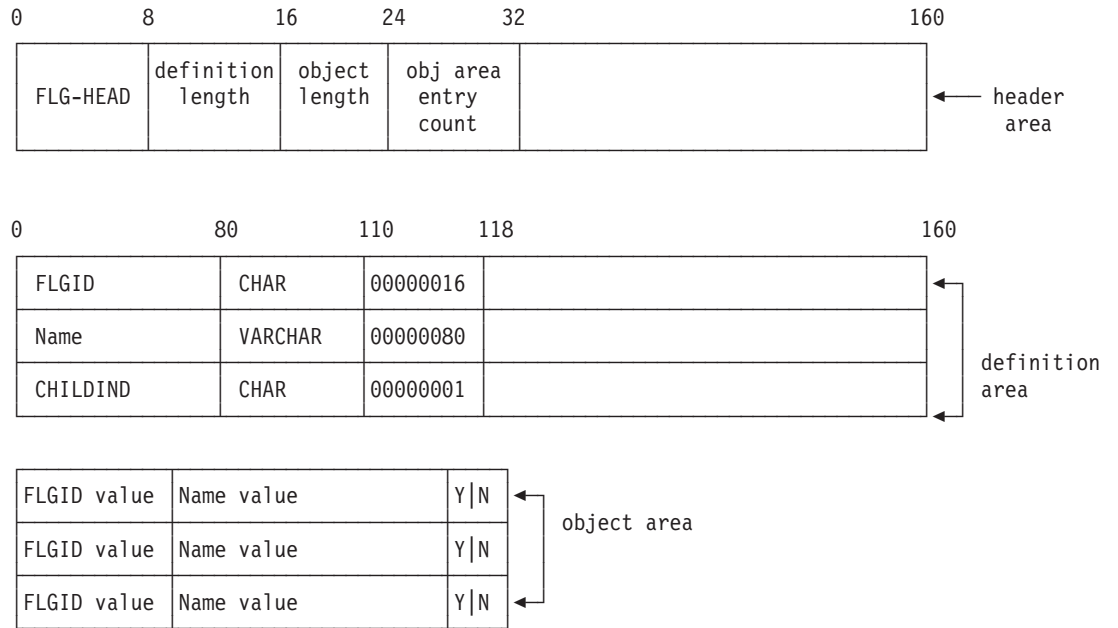 0 8 16 24 32 160
definition object obj area
FLG-HEAD length length entry header
count area
0 80 110 118 160
FLGID CHAR 00000016
Name VARCHAR 00000080
definition
CHILDIND CHAR 00000001 area
FLGID value Name value Y|N
object area
FLGID value Name value Y|N
FLGID value Name value Y|N